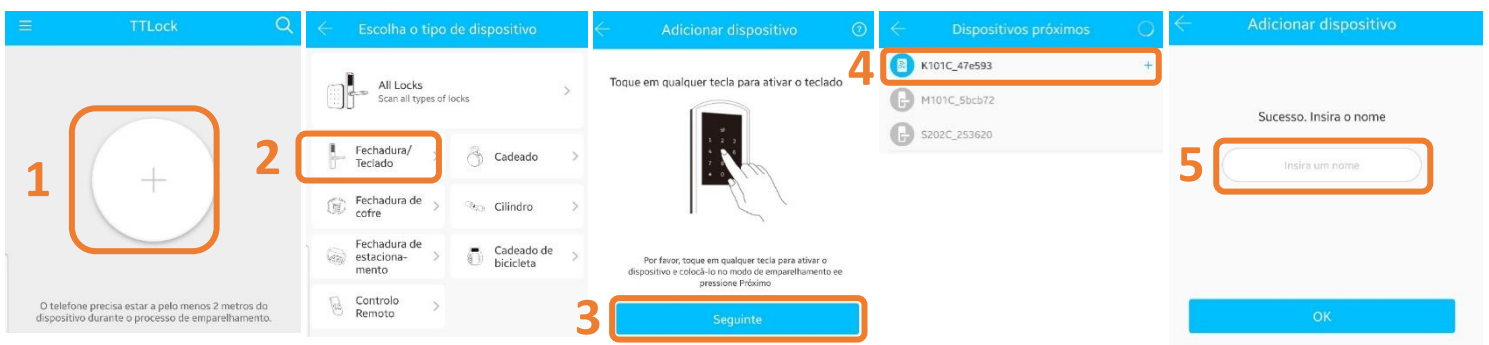 TTLock
1
O telefone precisa estar a pelo menos 2 metros do
dispositivo durante o processo de emparelhamento.
Escolha o tipo de dispositivo
All Locks
Scan all types of locks
2
Fechadura/
Teclado
Cadeado
Fechadura de
cofre
Cilindro
Fechadura de
estaciona-
mento
Cadeado de
bicicleta
Controlo
Remoto
Adicionar dispositivo
Toque em qualquer tecla para ativar o teclado
Por favor, toque em qualquer tecla para ativar o
dispositivo e colocá-lo no modo de emparelhamento ee
pressione Próximo
3
Seguinte
Dispositivos próximos
4
K101C_47e593
M101C_5bcb72
S202C_253620
Adicionar dispositivo
Sucesso. Insira o nome
5
Insira um nome
OK